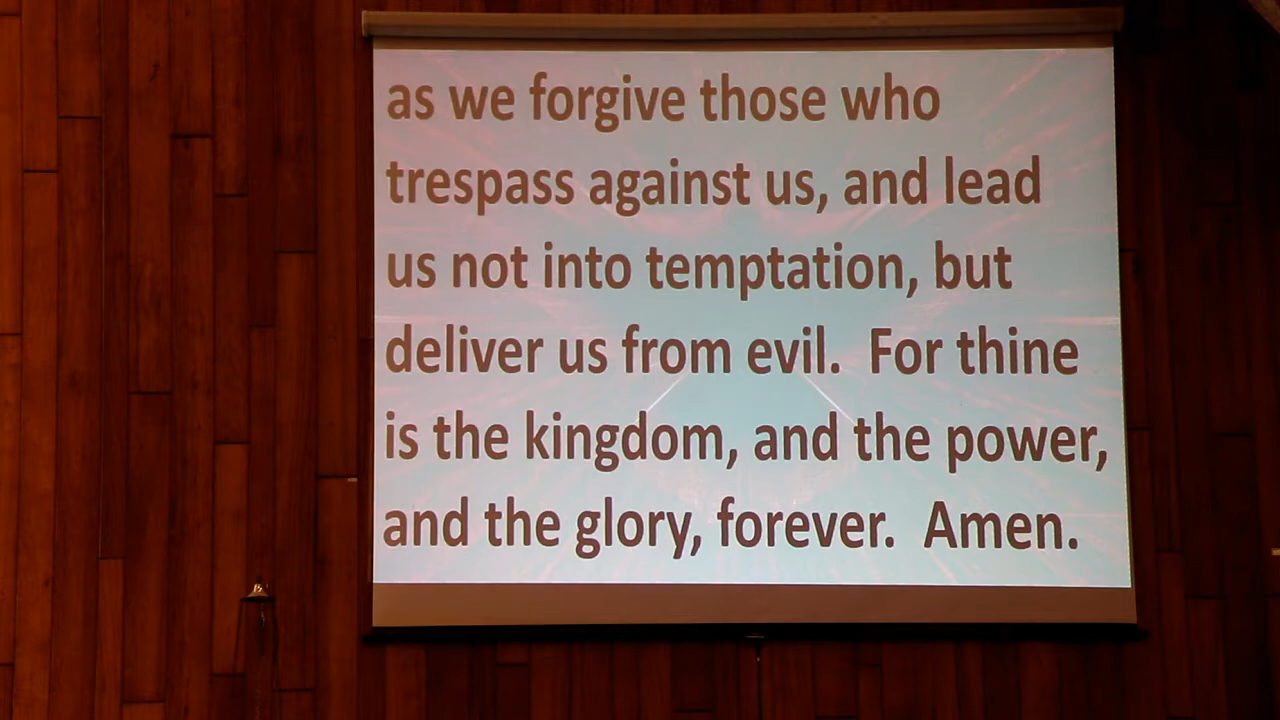 as we forgive those who
trespass against us, and lead
us not into temptation, but
deliver us from evil.  For thine
is the kingdom, and the power,
and the glory, forever.  Amen.